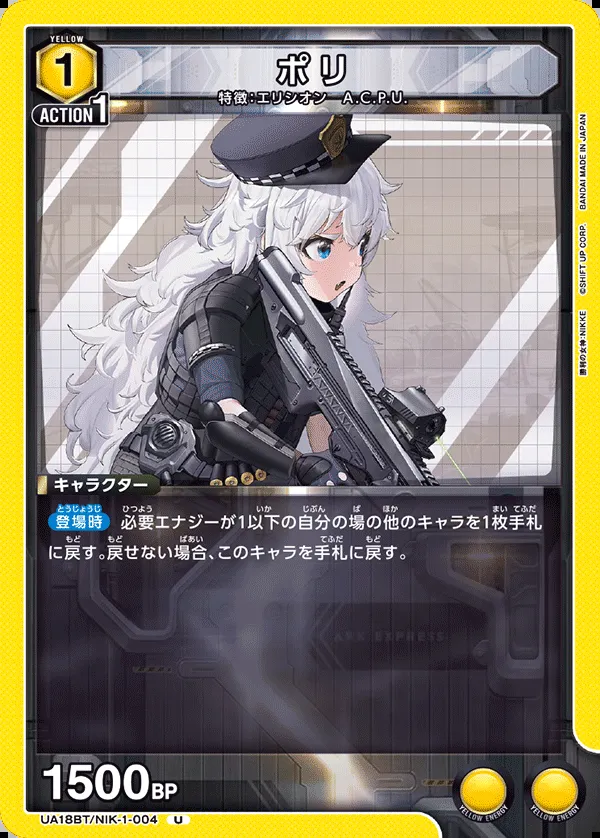 YELLOW
1
ACTION 1
ポリ
特徴:エリシオン A.C.P.U.
キャラクター
登場時 必要エナジーが1以下の自分の場の他のキャラを1枚手札
に戻す。戻せない場合、このキャラを手札に戻す。
APK EXPRESS
1500BP
YELLOW ENERGY
YELLOW ENERGY
UA18BT/NIK-1-004 U
勝利の女神:NIKKE ©SHIFT UP CORP. BANDAI MADE IN JAPAN